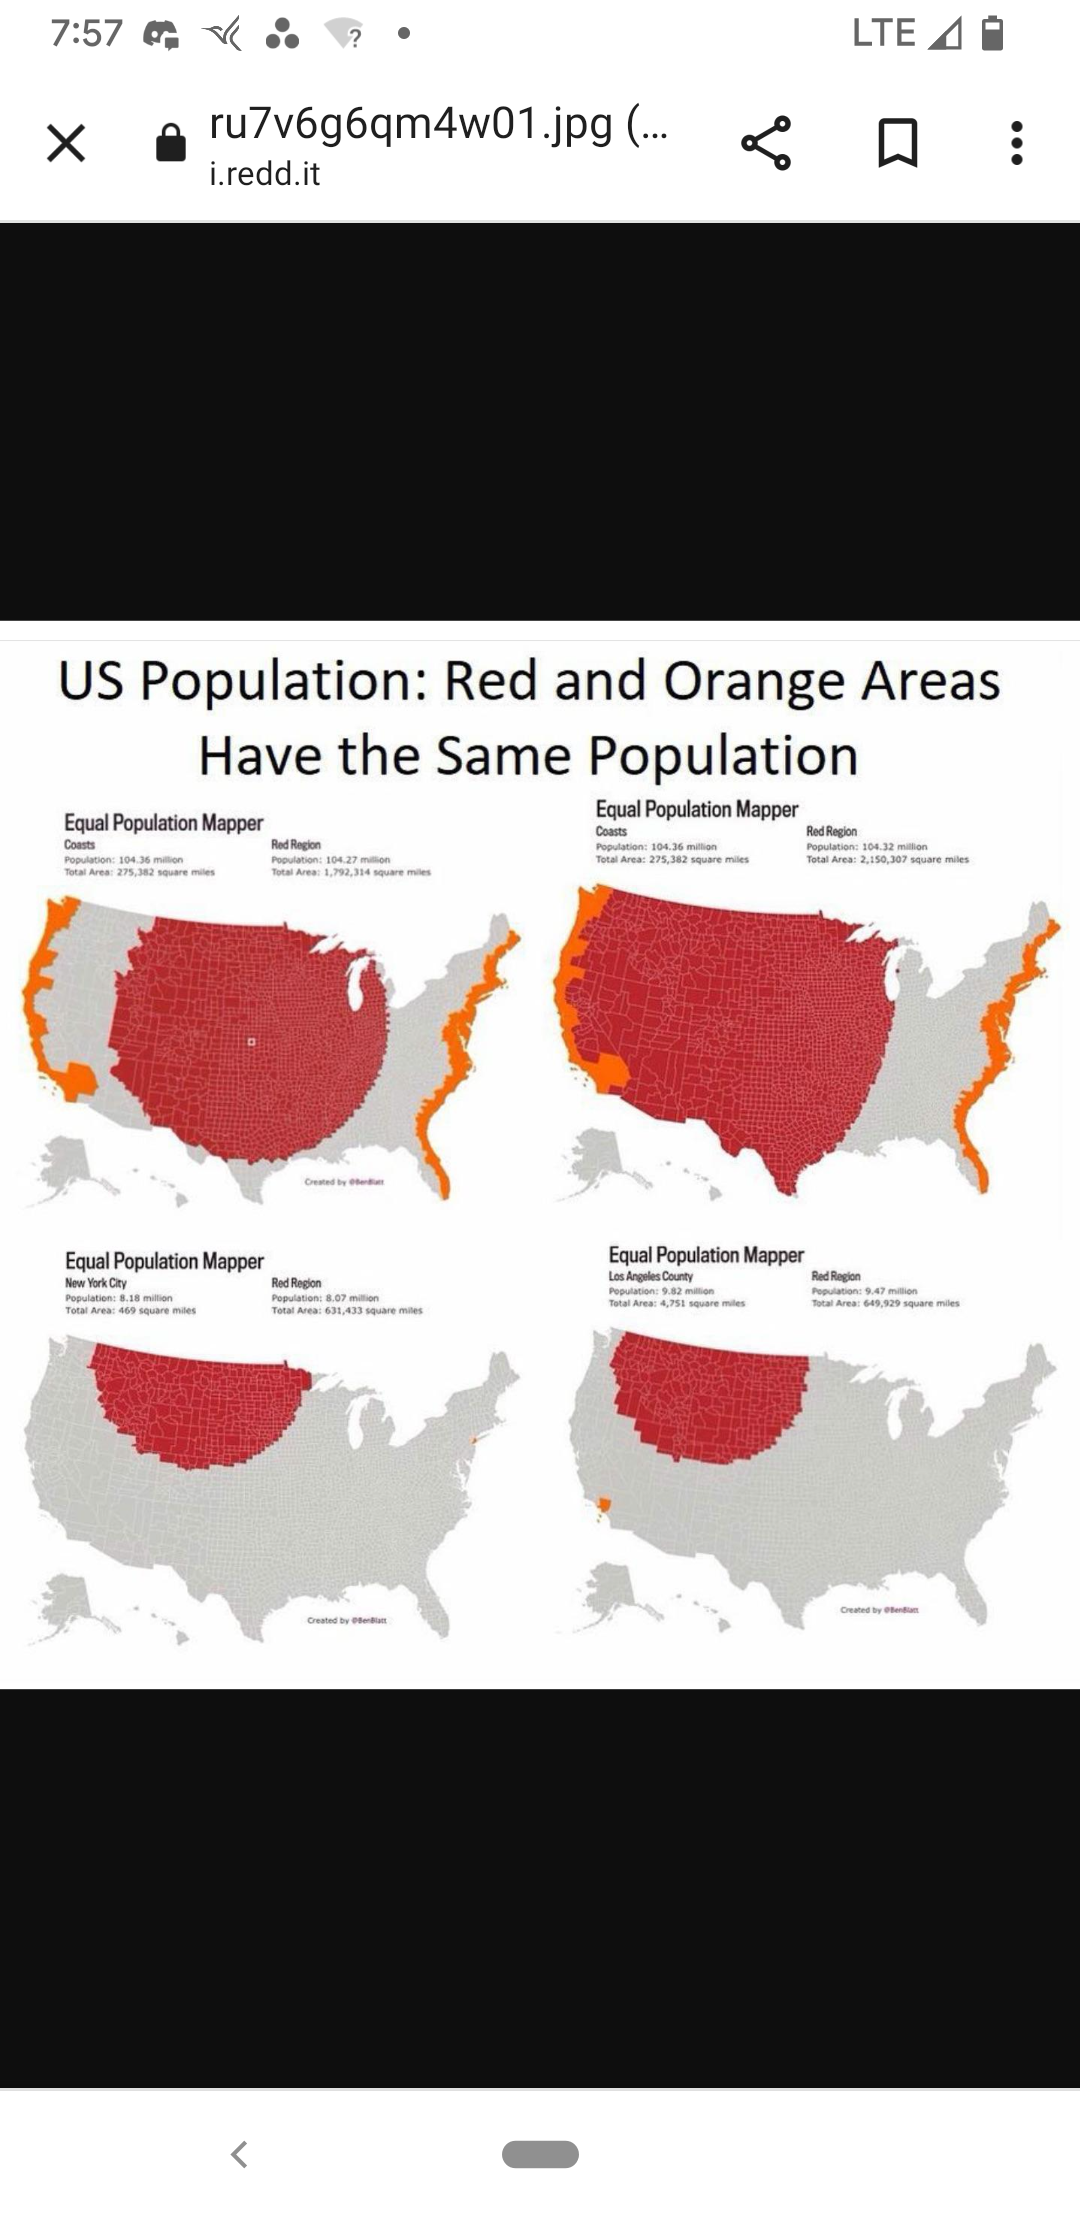 7:57
LTE
ru7v6g6qm4w01.jpg (...
i.redd.it
US Population: Red and Orange Areas
Have the Same Population
Equal Population Mapper
Coasts
Population: 104.36 million
Total Area: 275,382 square miles
Red Region
Population: 104.27 million
Total Area: 1,792,314 square miles
Created by @BenBlatt
Equal Population Mapper
Coasts
Population: 104.36 million
Total Area: 275,382 square miles
Red Region
Population: 104.32 million
Total Area: 2,150,307 square miles
Equal Population Mapper
New York City
Population: 8.18 million
Total Area: 469 square miles
Red Region
Population: 8.07 million
Total Area: 631,433 square miles
Created by @BenBlatt
Equal Population Mapper
Los Angeles County
Population: 9.82 million
Total Area: 4,751 square miles
Red Region
Population: 9.47 million
Total Area: 649,929 square miles
Created by @BenBlatt